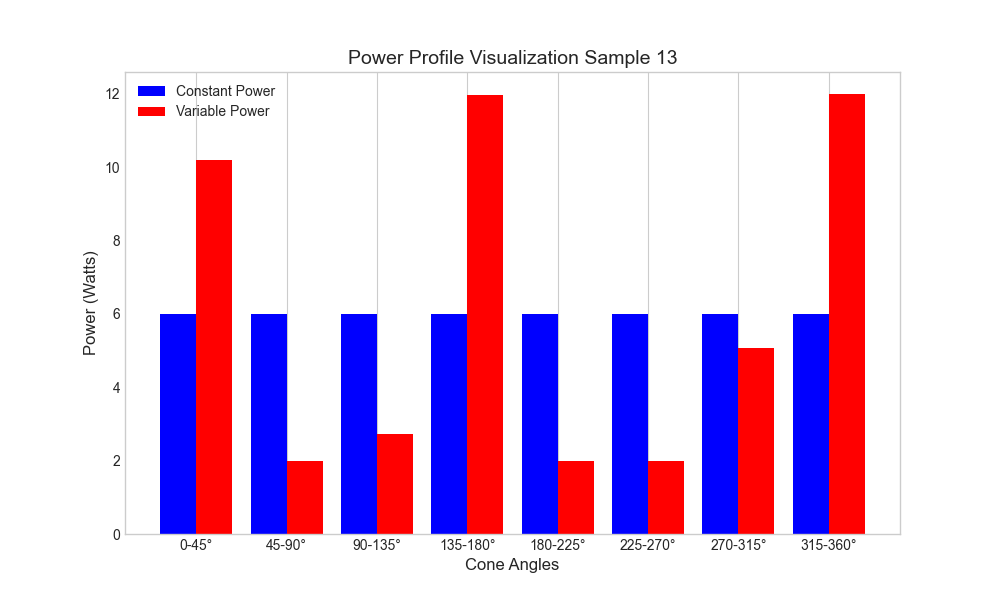 Power Profile Visualization Sample 13
Constant Power
Variable Power
12
10
8
6
4
2
0
Power (Watts)
0-45° 45-90° 90-135° 135-180° 180-225° 225-270° 270-315° 315-360°
Cone Angles